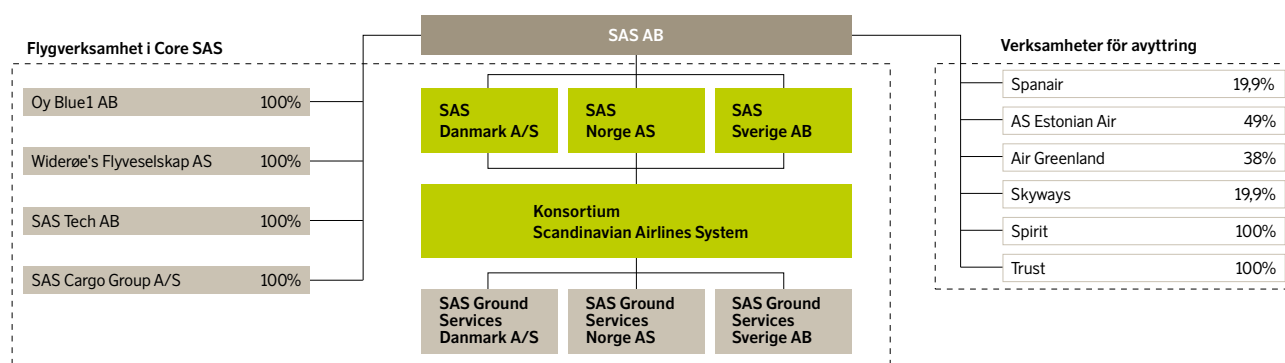 SAS AB
Flygverksamhet i Core SAS
Oy Blue1 AB 100%
Widerøe's Flyveselskap AS 100%
SAS Tech AB 100%
SAS Cargo Group A/S 100%
SAS
Danmark A/S
SAS
Norge AS
SAS
Sverige AB
Konsortium
Scandinavian Airlines System
SAS Ground
Services
Danmark A/S
SAS Ground
Services
Norge AS
SAS Ground
Services
Sverige AB
Verksamheter för avyttring
Spanair 19,9%
AS Estonian Air 49%
Air Greenland 38%
Skyways 19,9%
Spirit 100%
Trust 100%